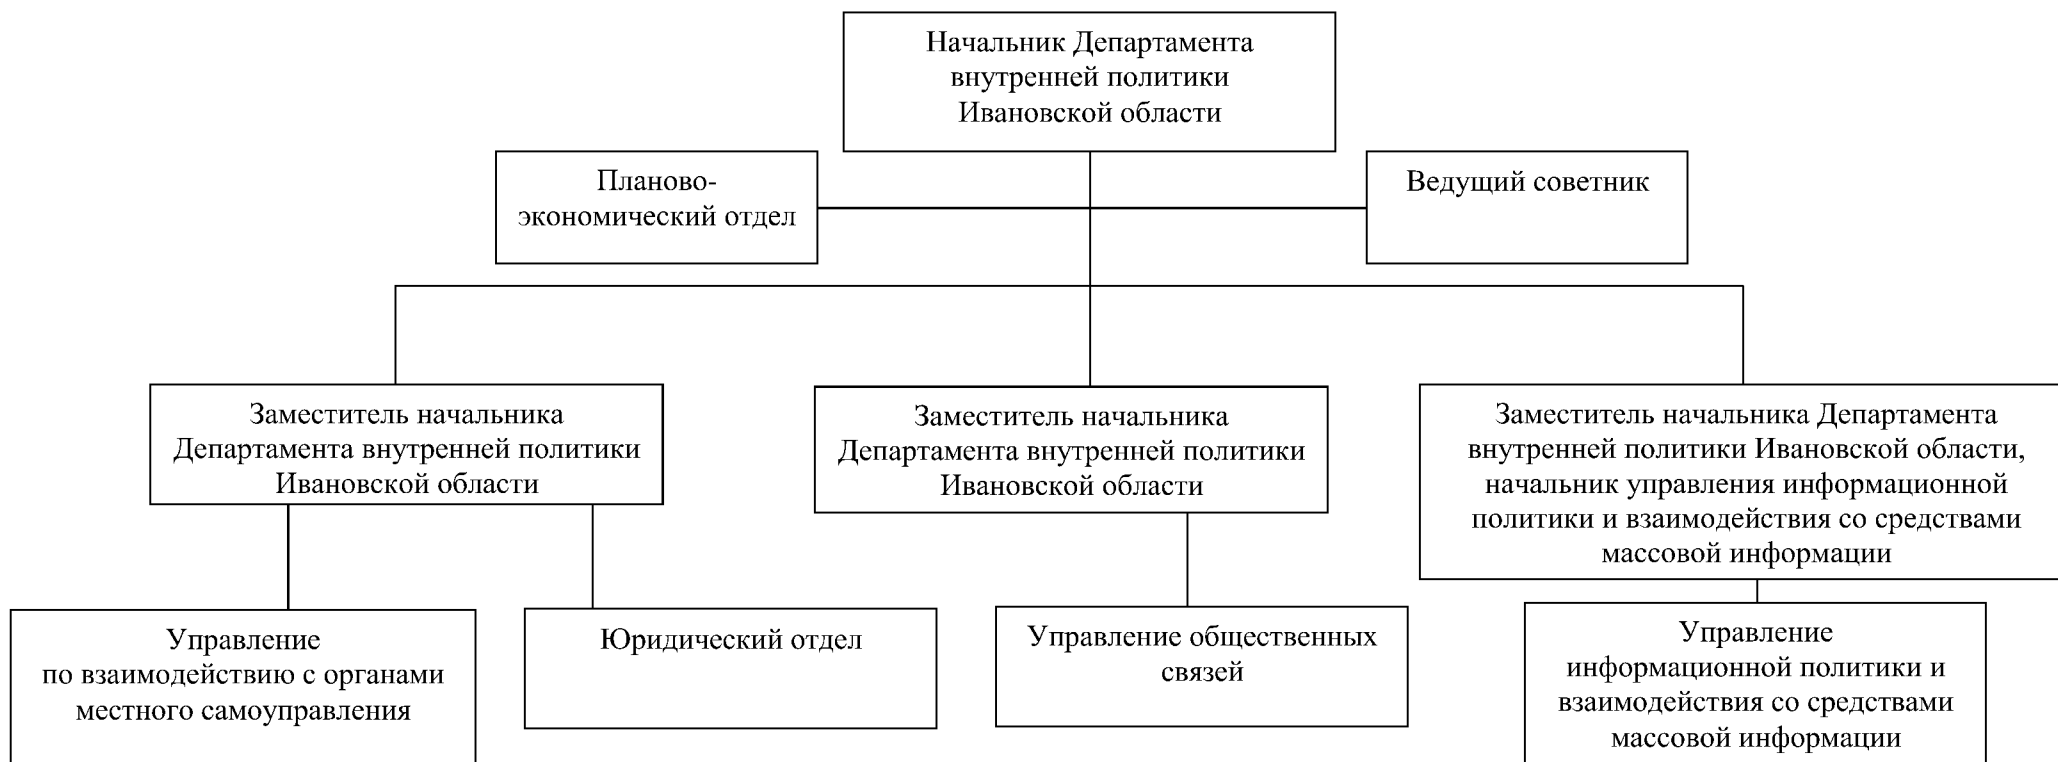 Начальник Департамента
внутренней политики
Ивановской области
Планово-
экономический отдел
Ведущий советник
Заместитель начальника
Департамента внутренней политики
Ивановской области
Заместитель начальника
Департамента внутренней политики
Ивановской области
Заместитель начальника Департамента
внутренней политики Ивановской области,
начальник управления информационной
политики и взаимодействия со средствами
массовой информации
Управление
по взаимодействию с органами
местного самоуправления
Юридический отдел
Управление общественных
связей
Управление
информационной политики и
взаимодействия со средствами
массовой информации